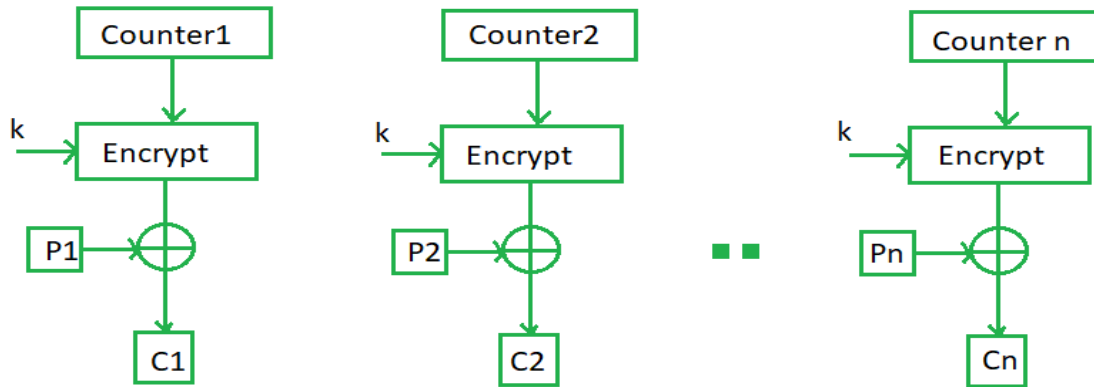 Counter1
Counter2
Counter n
k
Encrypt
k
Encrypt
k
Encrypt
P1
P2
Pn
C1
C2
Cn